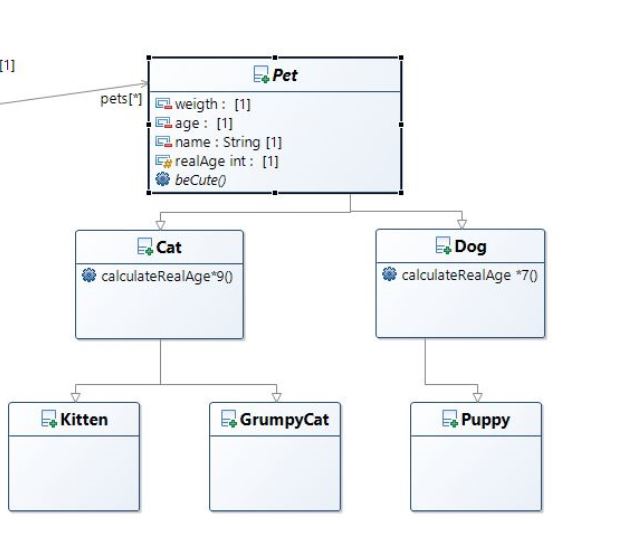 [1]
Pet
pets[*]
weigth : [1]
age : [1]
name : String [1]
realAge int : [1]
beCute()
Cat
calculateRealAge*9()
Dog
calculateRealAge *7()
Kitten
GrumpyCat
Puppy